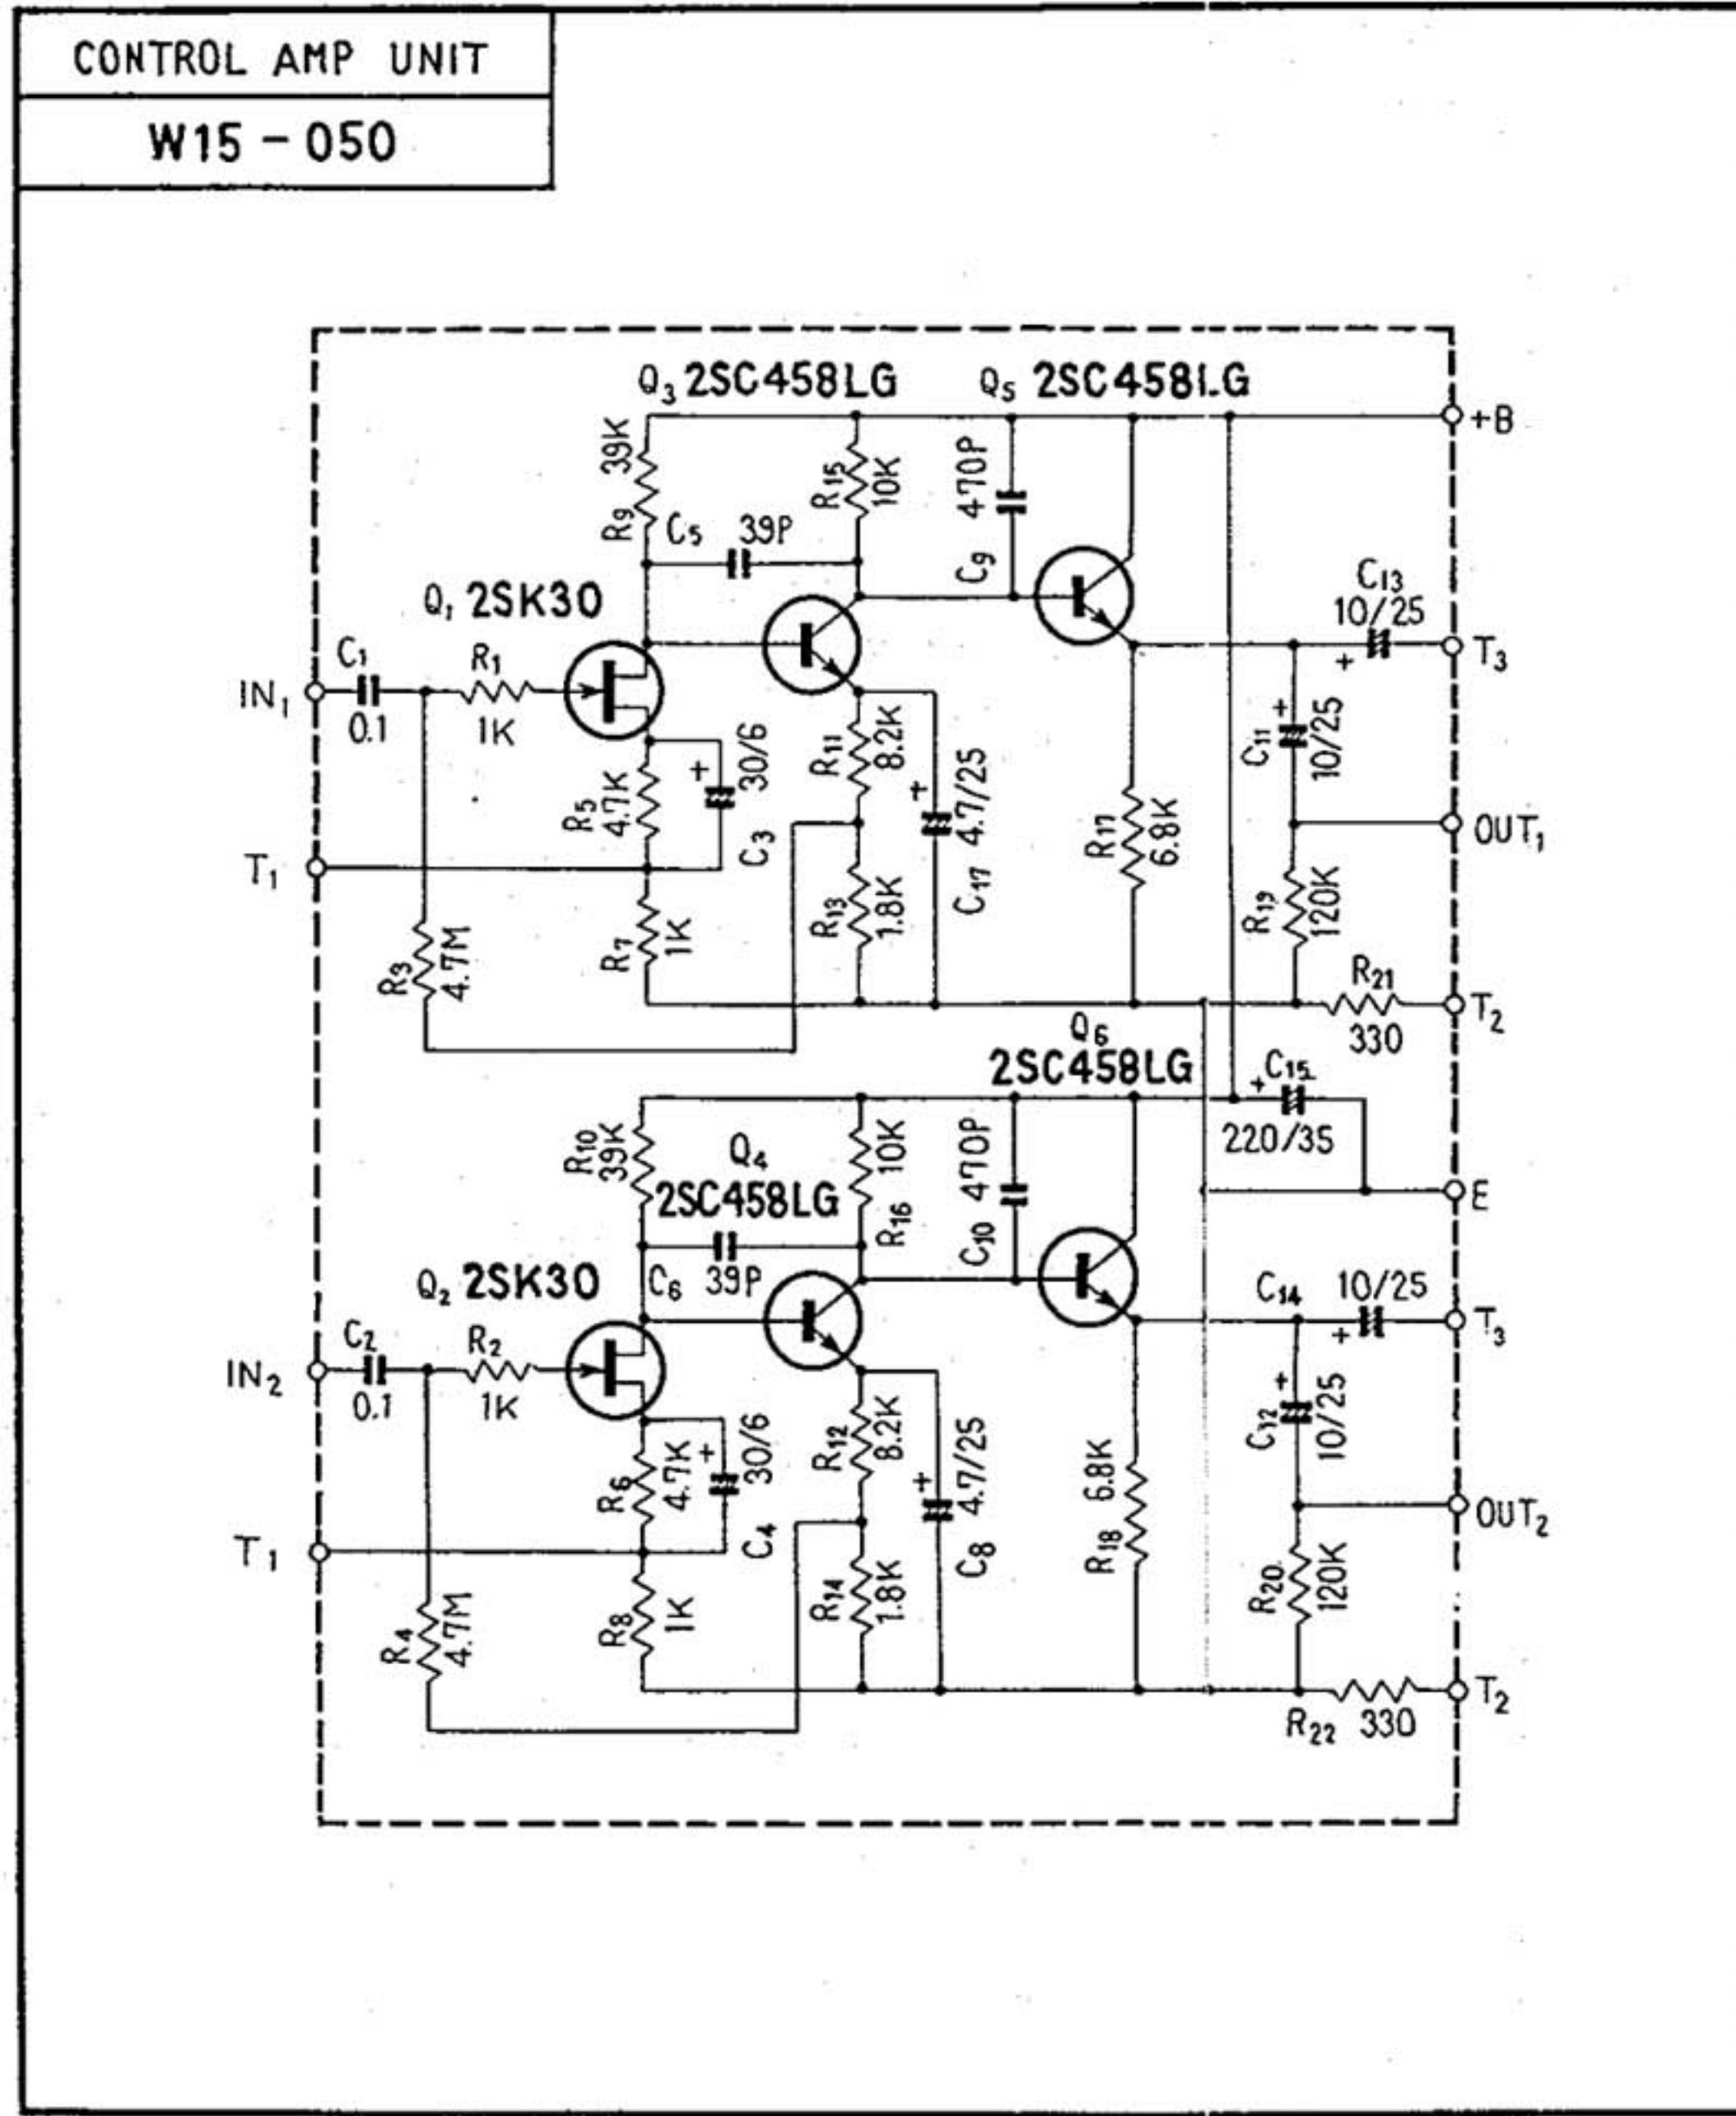 CONTROL AMP UNIT
W15 - 050
Q3 2SC458LG
Q5 2SC458LG
+B
R9 39K
R15 10K
C9 470P
C5 39P
Q1 2SK30
C13
10/25
T3
C1
0.1
R1
1K
IN1
R5 4.7K
30/6
C3
R11 8.2K
C17 4.7/25
R17 6.8K
C11 10/25
OUT1
T1
R3 4.7M
R7 1K
R13 1.8K
R19 120K
R21
330
T2
Q6
2SC458LG
C15
220/35
R10 39K
Q4
2SC458LG
10K
R16
C10 470P
E
C6 39P
Q2 2SK30
C14 10/25
T3
C2
0.1
R2
1K
IN2
R6 4.7K
30/6
C4
R12 8.2K
C8 4.7/25
R18 6.8K
C12 10/25
OUT2
T1
R4 4.7M
R8 1K
R14 1.8K
R20 120K
R22 330
T2